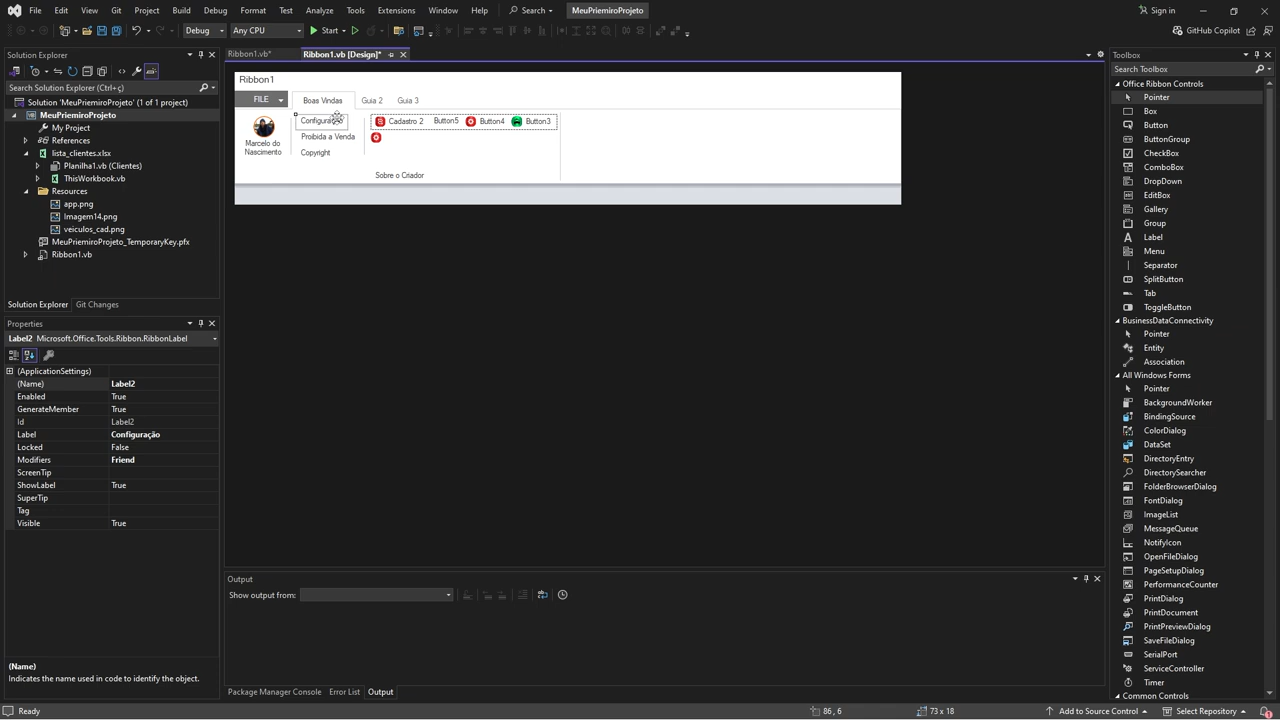 File Edit View Git Project Build Debug Format Test Analyze Tools Extensions Window Help Search MeuPriemiroProjeto Sign in
Debug Any CPU Start GitHub Copilot
Solution Explorer
Search Solution Explorer (Ctrl+ç)
Solution 'MeuPriemiroProjeto' (1 of 1 project)
MeuPriemiroProjeto
My Project
References
lista_clientes.xlsx
Planilha1.vb (Clientes)
ThisWorkbook.vb
Resources
app.png
Imagem14.png
veiculos_cad.png
MeuPriemiroProjeto_TemporaryKey.pfx
Ribbon1.vb
Solution Explorer Git Changes
Properties
Label2 Microsoft.Office.Tools.Ribbon.RibbonLabel
(ApplicationSettings)
(Name) Label2
Enabled True
GenerateMember True
Id Label2
Label Configuração
Locked False
Modifiers Friend
ScreenTip
ShowLabel True
SuperTip
Tag
Visible True
(Name)
Indicates the name used in code to identify the object.
Ribbon1.vb* Ribbon1.vb [Design]*
Ribbon1
FILE Boas Vindas Guia 2 Guia 3
Marcelo do
Nascimento
Configuração
Proibida a Venda
Copyright
Cadastro 2 Button5 Button4 Button3
Sobre o Criador
Output
Show output from:
Package Manager Console Error List Output
Toolbox
Search Toolbox
Office Ribbon Controls
Pointer
Box
Button
ButtonGroup
CheckBox
ComboBox
DropDown
EditBox
Gallery
Group
Label
Menu
Separator
SplitButton
Tab
ToggleButton
BusinessDataConnectivity
Pointer
Entity
Association
All Windows Forms
Pointer
BackgroundWorker
BindingSource
ColorDialog
DataSet
DirectoryEntry
DirectorySearcher
FolderBrowserDialog
FontDialog
ImageList
MessageQueue
NotifyIcon
OpenFileDialog
PageSetupDialog
PerformanceCounter
PrintDialog
PrintDocument
PrintPreviewDialog
SaveFileDialog
SerialPort
ServiceController
Timer
Common Controls
Ready 86 , 6 73 x 18 Add to Source Control Select Repository